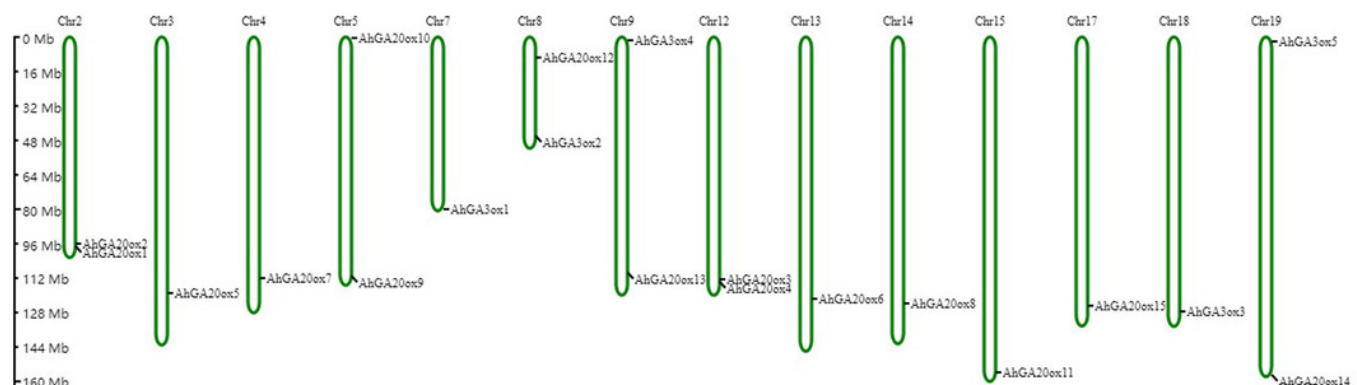 Chr2 Chr3 Chr4 Chr5 Chr7 Chr8 Chr9 Chr12 Chr13 Chr14 Chr15 Chr17 Chr18 Chr19
0 Mb AhGA20ox10 AhGA3ox4 AhGA3ox5
AhGA20ox12
16 Mb
32 Mb
48 Mb AhGA3ox2
64 Mb
80 Mb AhGA3ox1
96 Mb AhGA20ox2
AhGA20ox1
112 Mb AhGA20ox7 AhGA20ox9 AhGA20ox13 AhGA20ox3
AhGA20ox4
AhGA20ox5 AhGA20ox6
AhGA20ox8 AhGA20ox15
128 Mb AhGA3ox3
144 Mb
AhGA20ox11
160 Mb AhGA20ox14